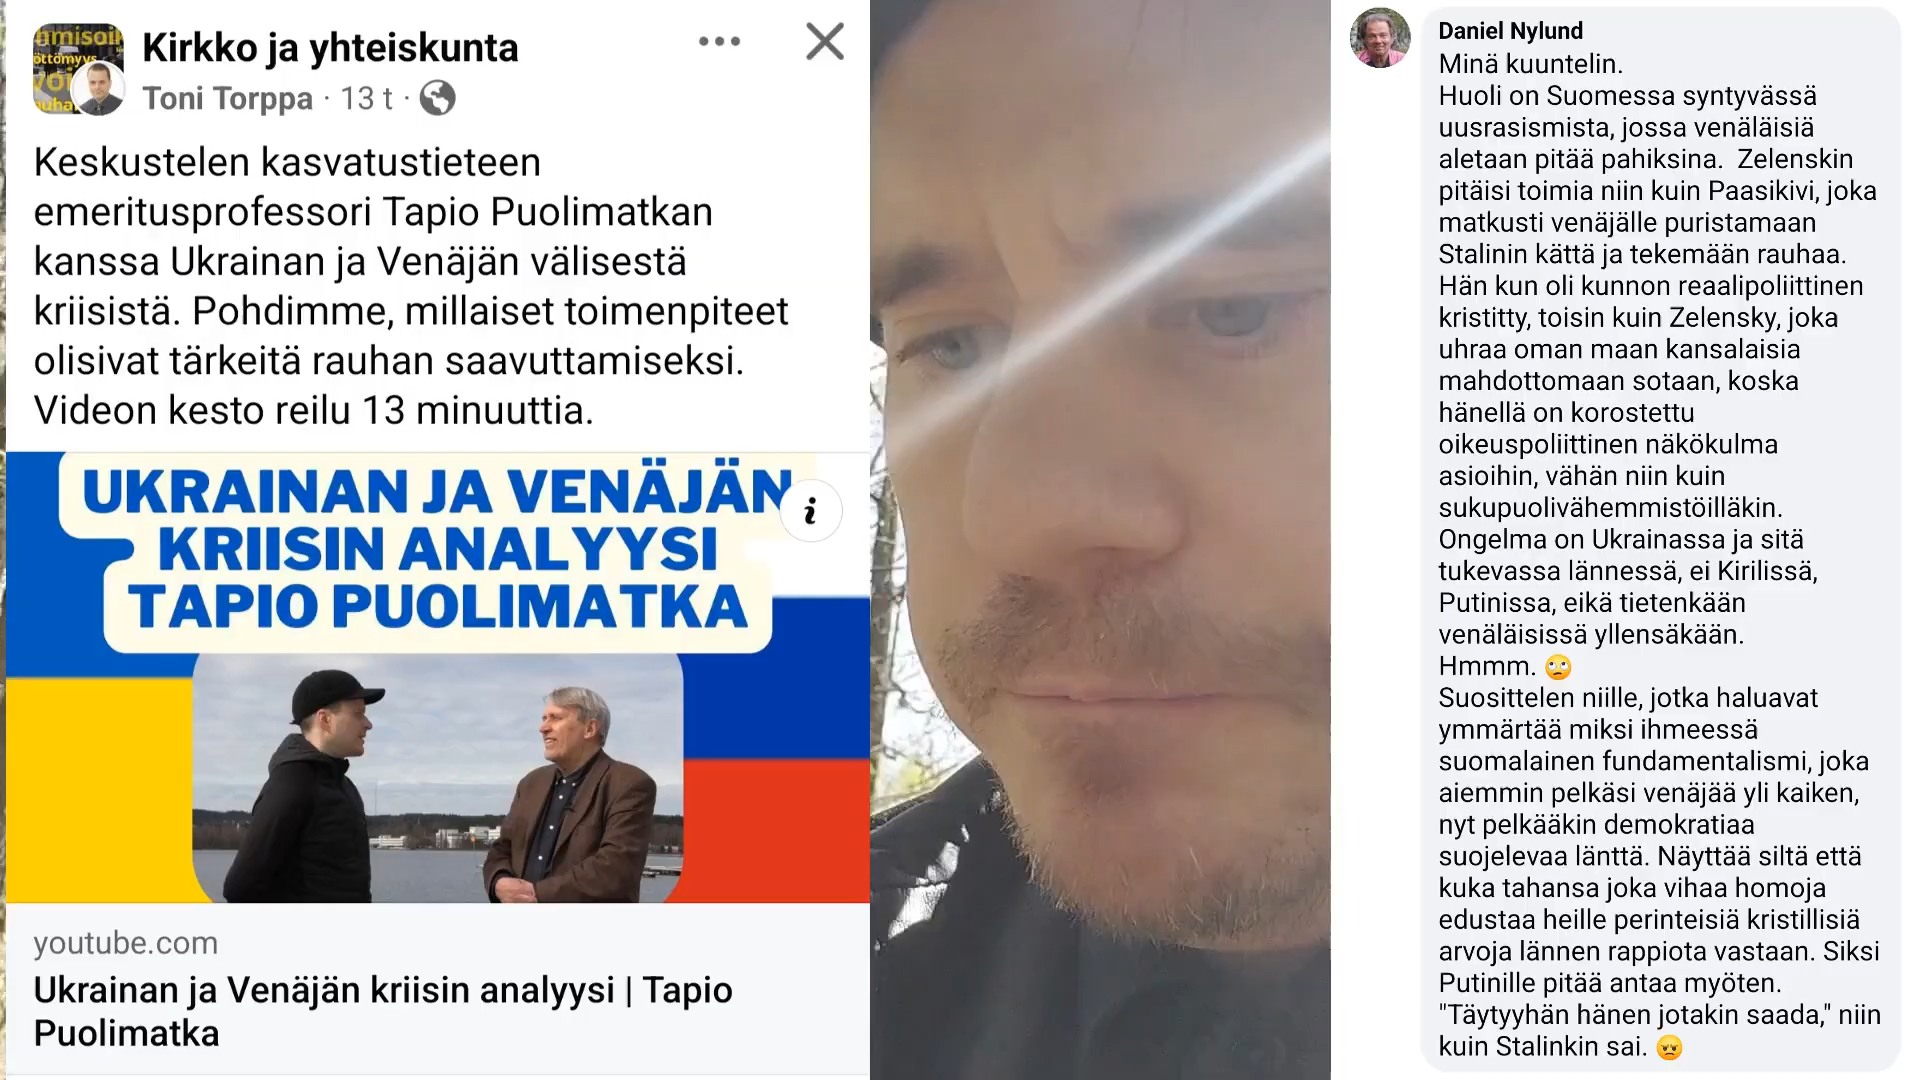 Kirkko ja yhteiskunta
Toni Torppa · 13 t ·
Keskustelen kasvatustieteen
emeritusprofessori Tapio Puolimatkan
kanssa Ukrainan ja Venäjän välisestä
kriisistä. Pohdimme, millaiset toimenpiteet
olisivat tärkeitä rauhan saavuttamiseksi.
Videon kesto reilu 13 minuuttia.
UKRAINAN JA VENÄJÄN
KRIISIN ANALYYSI
TAPIO PUOLIMATKA
i
youtube.com
Ukrainan ja Venäjän kriisin analyysi | Tapio
Puolimatka
Daniel Nylund
Minä kuuntelin.
Huoli on Suomessa syntyvässä
uusrasismista, jossa venäläisiä
aletaan pitää pahiksina. Zelenskin
pitäisi toimia niin kuin Paasikivi, joka
matkusti venäjälle puristamaan
Stalinin kättä ja tekemään rauhaa.
Hän kun oli kunnon reaalipoliittinen
kristitty, toisin kuin Zelensky, joka
uhraa oman maan kansalaisia
mahdottomaan sotaan, koska
hänellä on korostettu
oikeuspoliittinen näkökulma
asioihin, vähän niin kuin
sukupuolivähemmistöilläkin.
Ongelma on Ukrainassa ja sitä
tukevassa lännessä, ei Kirilissä,
Putinissa, eikä tietenkään
venäläisissä yllensäkään.
Hmmm. 🙄
Suosittelen niille, jotka haluavat
ymmärtää miksi ihmeessä
suomalainen fundamentalismi, joka
aiemmin pelkäsi venäjää yli kaiken,
nyt pelkääkin demokratiaa
suojelevaa länttä. Näyttää siltä että
kuka tahansa joka vihaa homoja
edustaa heille perinteisiä kristillisiä
arvoja lännen rappiota vastaan. Siksi
Putinille pitää antaa myöten.
"Täytyyhän hänen jotakin saada," niin
kuin Stalinkin sai. 😠